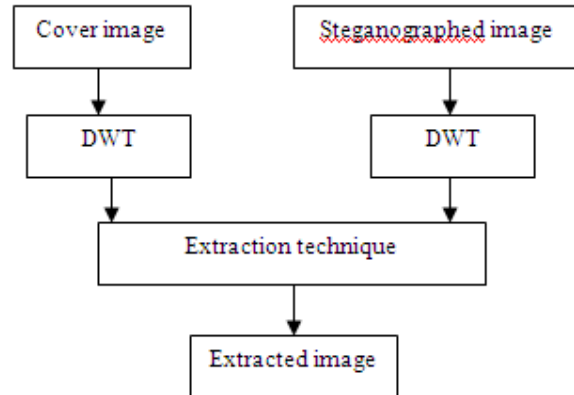 Cover image
Steganographed image
DWT
DWT
Extraction technique
Extracted image